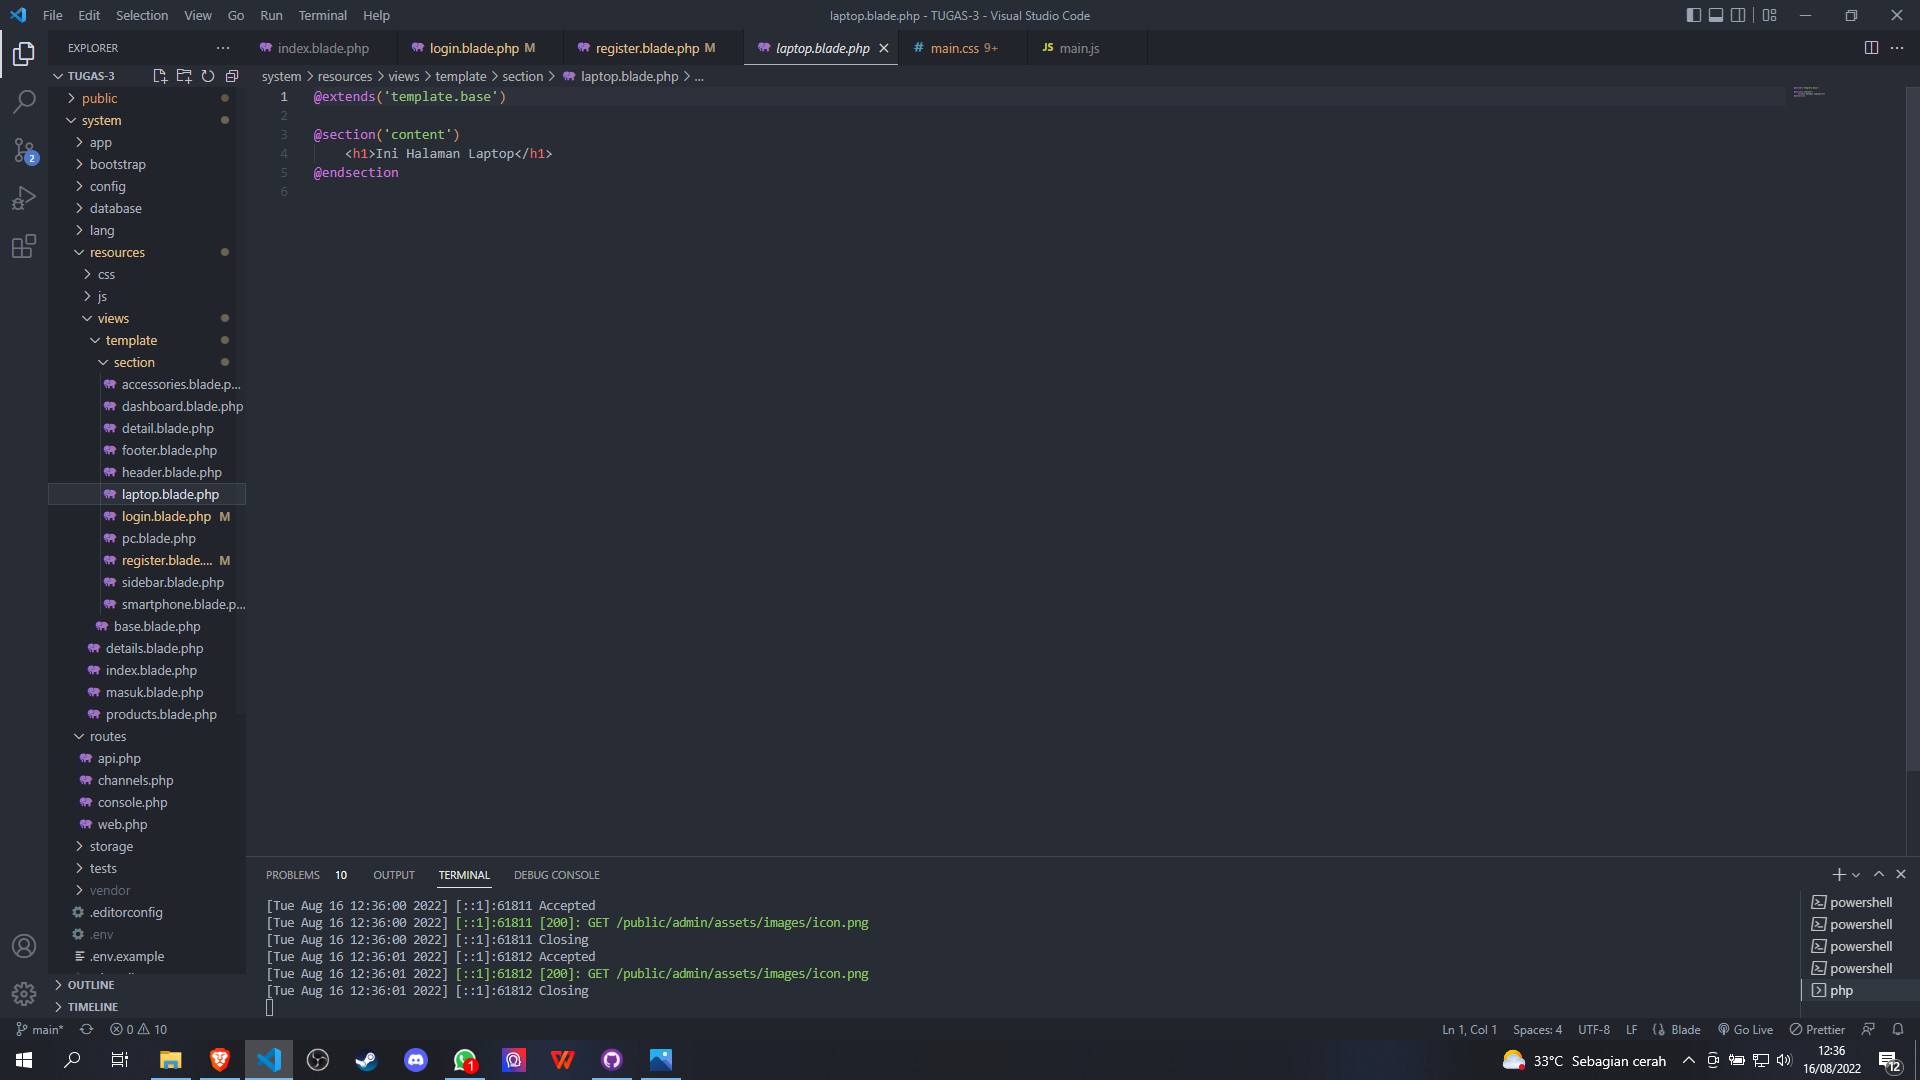 File Edit Selection View Go Run Terminal Help
laptop.blade.php - TUGAS-3 - Visual Studio Code
EXPLORER
index.blade.php
login.blade.php M
register.blade.php M
laptop.blade.php
# main.css 9+
JS main.js
TUGAS-3
system > resources > views > template > section > laptop.blade.php > ...
public
system
app
bootstrap
config
database
lang
resources
css
js
views
template
section
accessories.blade.p...
dashboard.blade.php
detail.blade.php
footer.blade.php
header.blade.php
laptop.blade.php
login.blade.php M
pc.blade.php
register.blade.... M
sidebar.blade.php
smartphone.blade.p...
base.blade.php
details.blade.php
index.blade.php
masuk.blade.php
products.blade.php
routes
api.php
channels.php
console.php
web.php
storage
tests
vendor
.editorconfig
.env
.env.example
OUTLINE
TIMELINE
2
1 @extends('template.base')
2
3 @section('content')
4 <h1>Ini Halaman Laptop</h1>
5 @endsection
6
PROBLEMS 10 OUTPUT TERMINAL DEBUG CONSOLE
[Tue Aug 16 12:36:00 2022] [::1]:61811 Accepted
[Tue Aug 16 12:36:00 2022] [::1]:61811 [200]: GET /public/admin/assets/images/icon.png
[Tue Aug 16 12:36:00 2022] [::1]:61811 Closing
[Tue Aug 16 12:36:01 2022] [::1]:61812 Accepted
[Tue Aug 16 12:36:01 2022] [::1]:61812 [200]: GET /public/admin/assets/images/icon.png
[Tue Aug 16 12:36:01 2022] [::1]:61812 Closing
powershell
powershell
powershell
powershell
php
main* 0 10
Ln 1, Col 1 Spaces: 4 UTF-8 LF Blade Go Live Prettier
1
33°C Sebagian cerah
12:36
16/08/2022
12